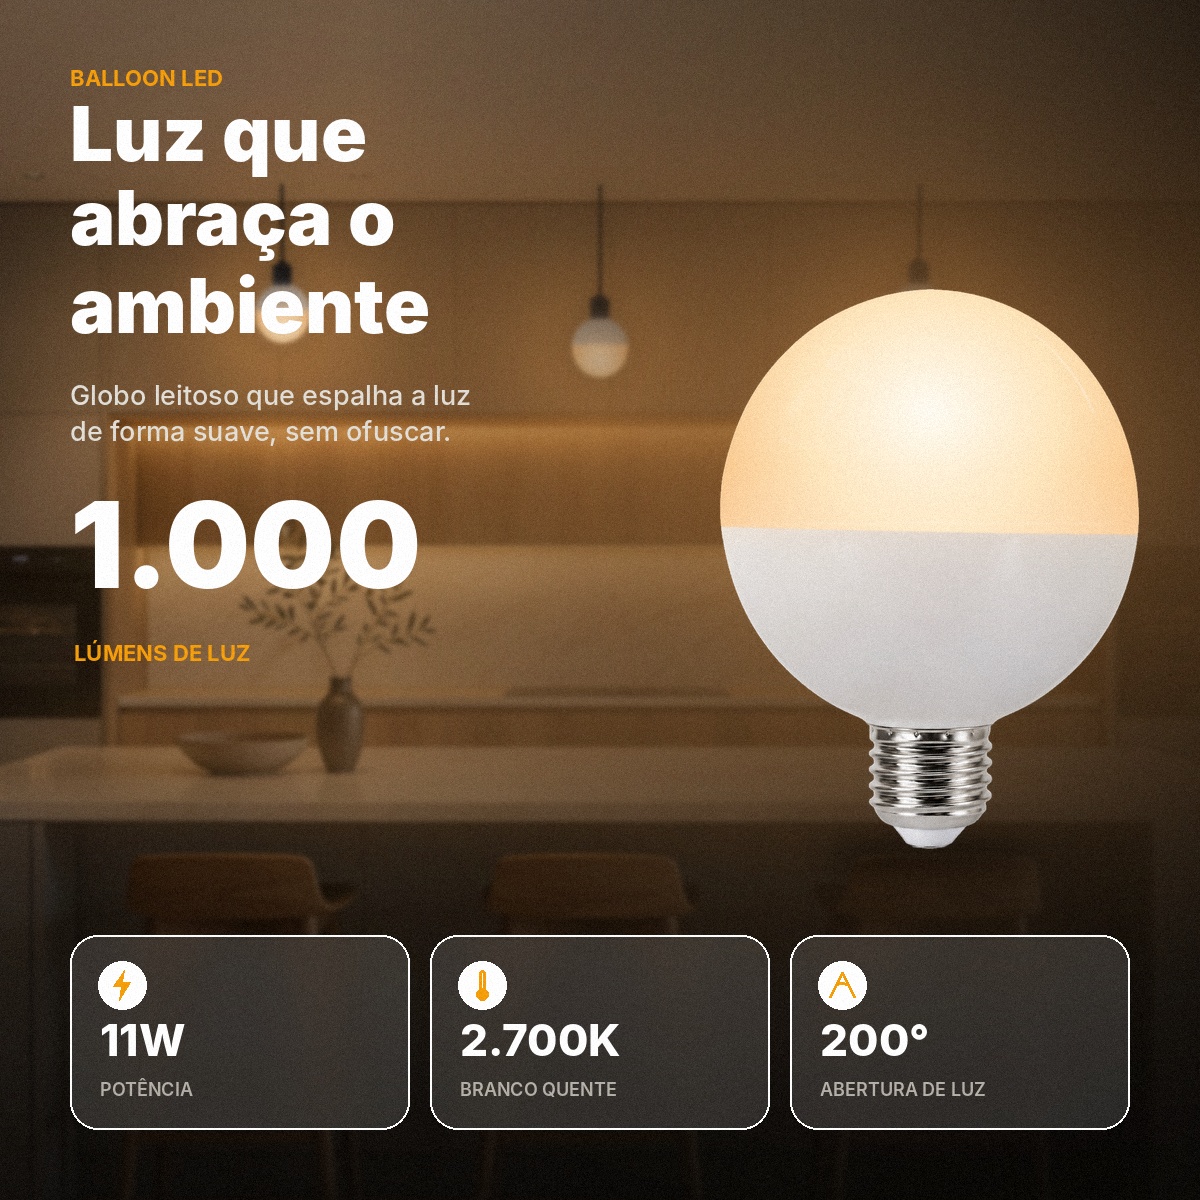 BALLOON LED
Luz que
abraça o
ambiente
Globo leitoso que espalha a luz
de forma suave, sem ofuscar.
1.000
LÚMENS DE LUZ
11W
POTÊNCIA
2.700K
BRANCO QUENTE
200°
ABERTURA DE LUZ